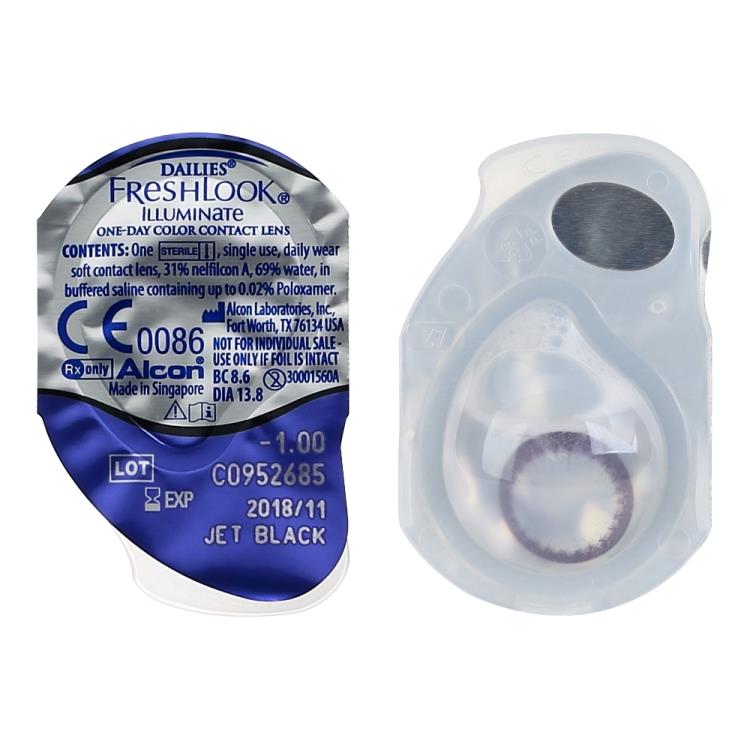 DAILIES®
FRESHLOOK®
ILLUMINATE
ONE-DAY COLOR CONTACT LENS
CONTENTS: One STERILE, single use, daily wear
soft contact lens, 31% nelfilcon A, 69% water, in
buffered saline containing up to 0.02% Poloxamer.
CE 0086
Alcon Laboratories, Inc.,
Fort Worth, TX 76134 USA
NOT FOR INDIVIDUAL SALE -
USE ONLY IF FOIL IS INTACT
Rx only Alcon®
BC 8.6 30001560A
Made in Singapore DIA 13.8
-1.00
LOT C0952685
EXP 2018/11
JET BLACK
CE